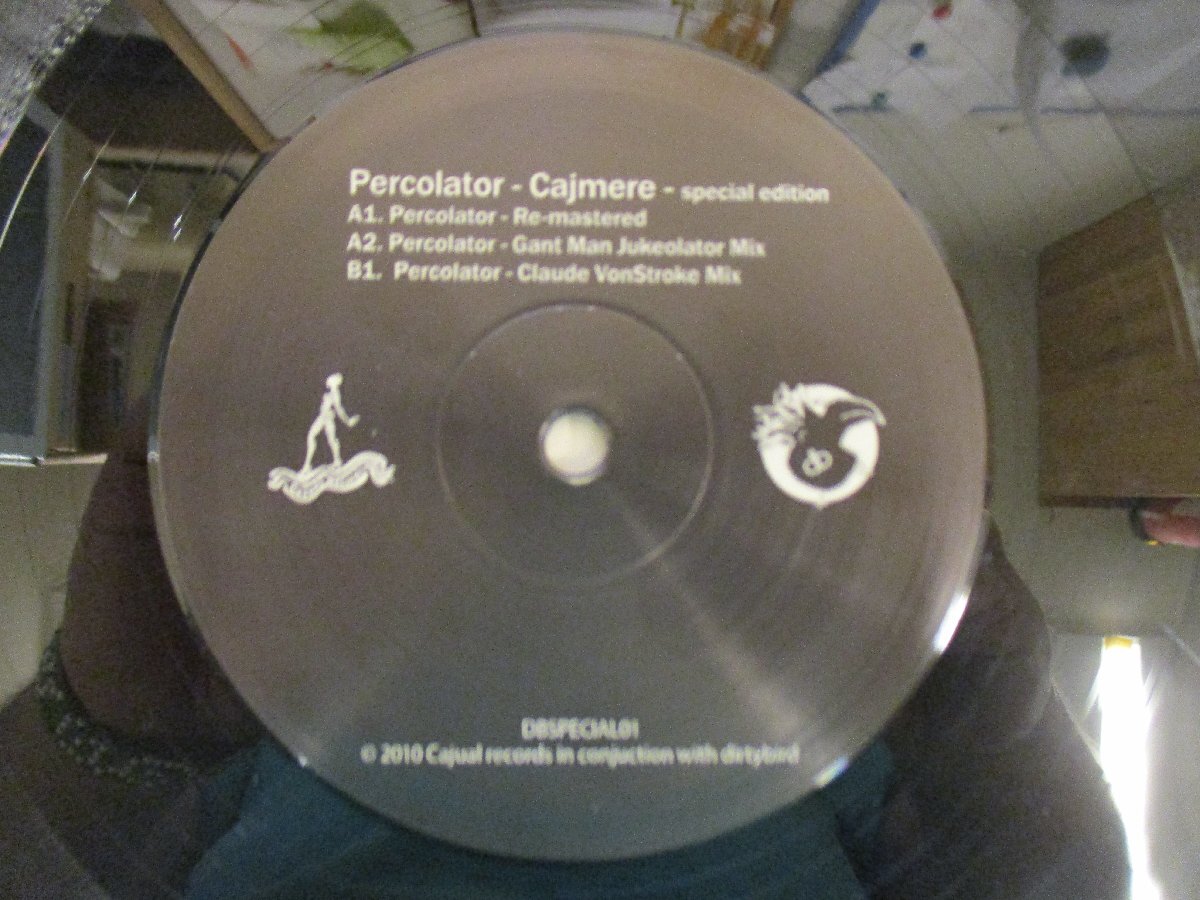 Percolator - Cajmere - special edition
A1. Percolator - Re-mastered
A2. Percolator - Gant Man Jukeolator Mix
B1. Percolator - Claude VonStroke Mix
db
DBSPECIAL01
© 2010 Cajual records in conjuction with dirtybird